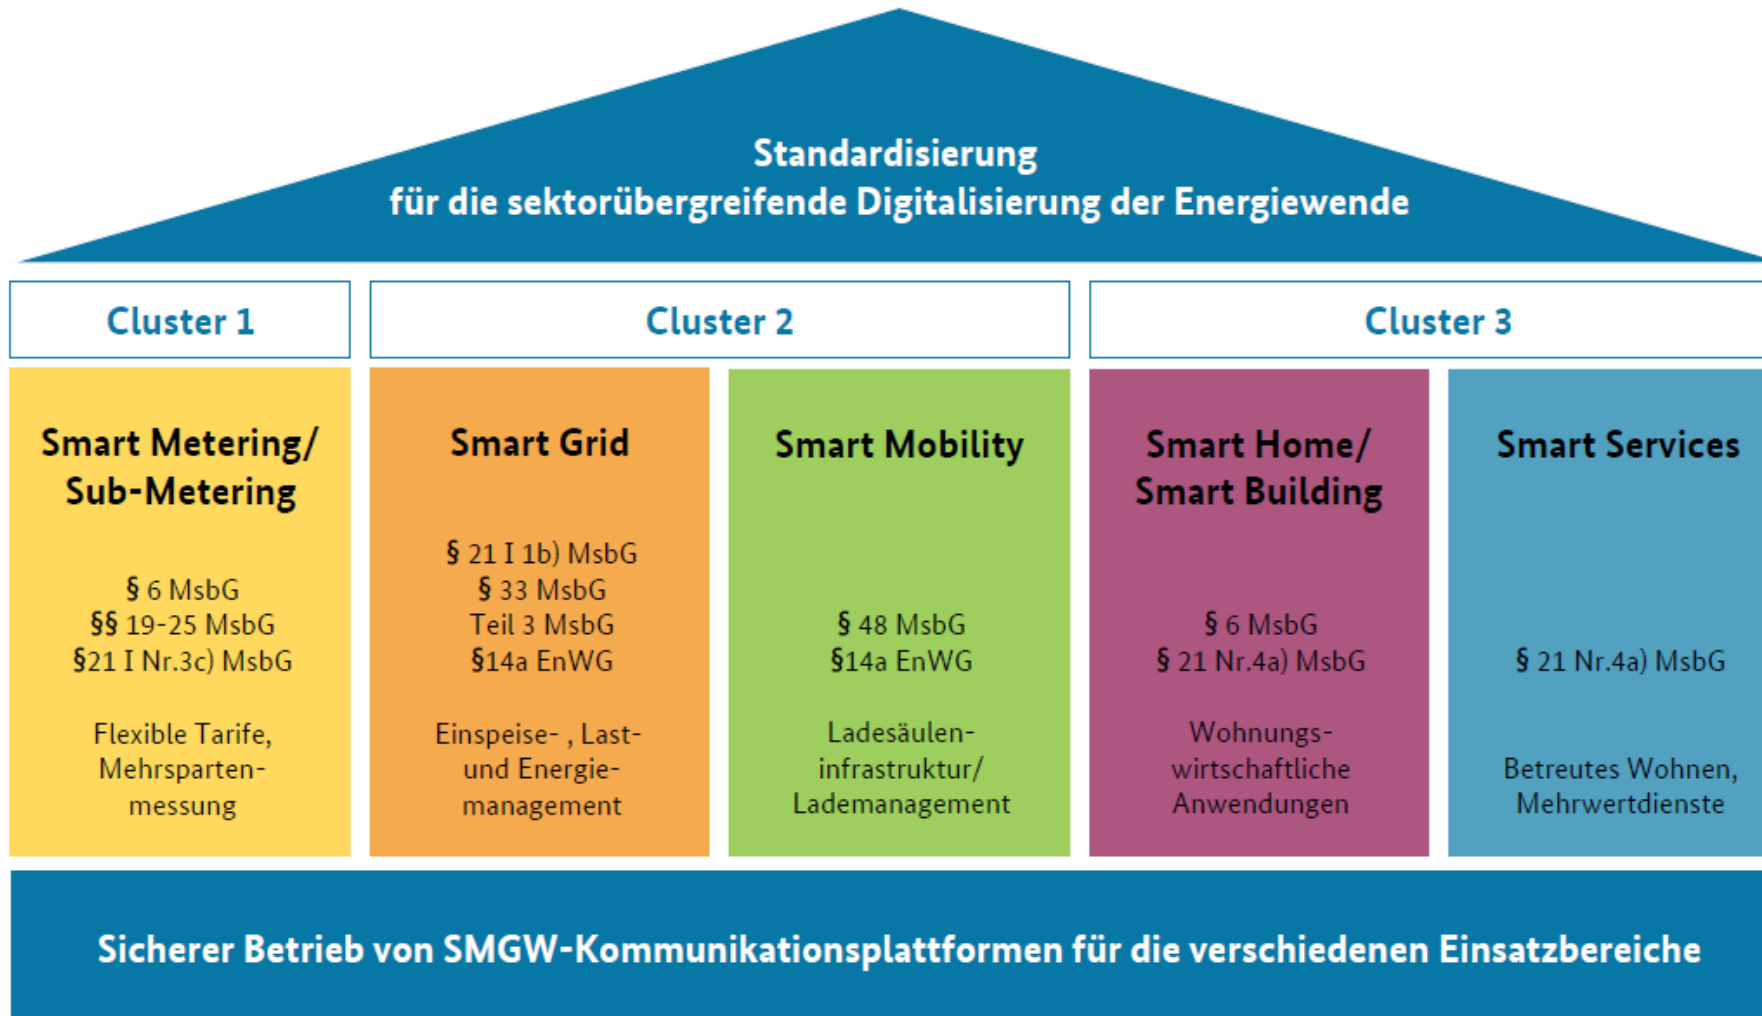 Standardisierung
für die sektorübergreifende Digitalisierung der Energiewende
Cluster 1
Cluster 2
Cluster 3
Smart Metering/
Sub-Metering
§ 6 MsbG
§§ 19-25 MsbG
§21 I Nr.3c) MsbG
Flexible Tarife,
Mehrsparten-
messung
Smart Grid
§ 21 I 1b) MsbG
§ 33 MsbG
Teil 3 MsbG
§14a EnWG
Einspeise- , Last-
und Energie-
management
Smart Mobility
§ 48 MsbG
§14a EnWG
Ladesäulen-
infrastruktur/
Lademanagement
Smart Home/
Smart Building
§ 6 MsbG
§ 21 Nr.4a) MsbG
Wohnungs-
wirtschaftliche
Anwendungen
Smart Services
§ 21 Nr.4a) MsbG
Betreutes Wohnen,
Mehrwertdienste
Sicherer Betrieb von SMGW-Kommunikationsplattformen für die verschiedenen Einsatzbereiche